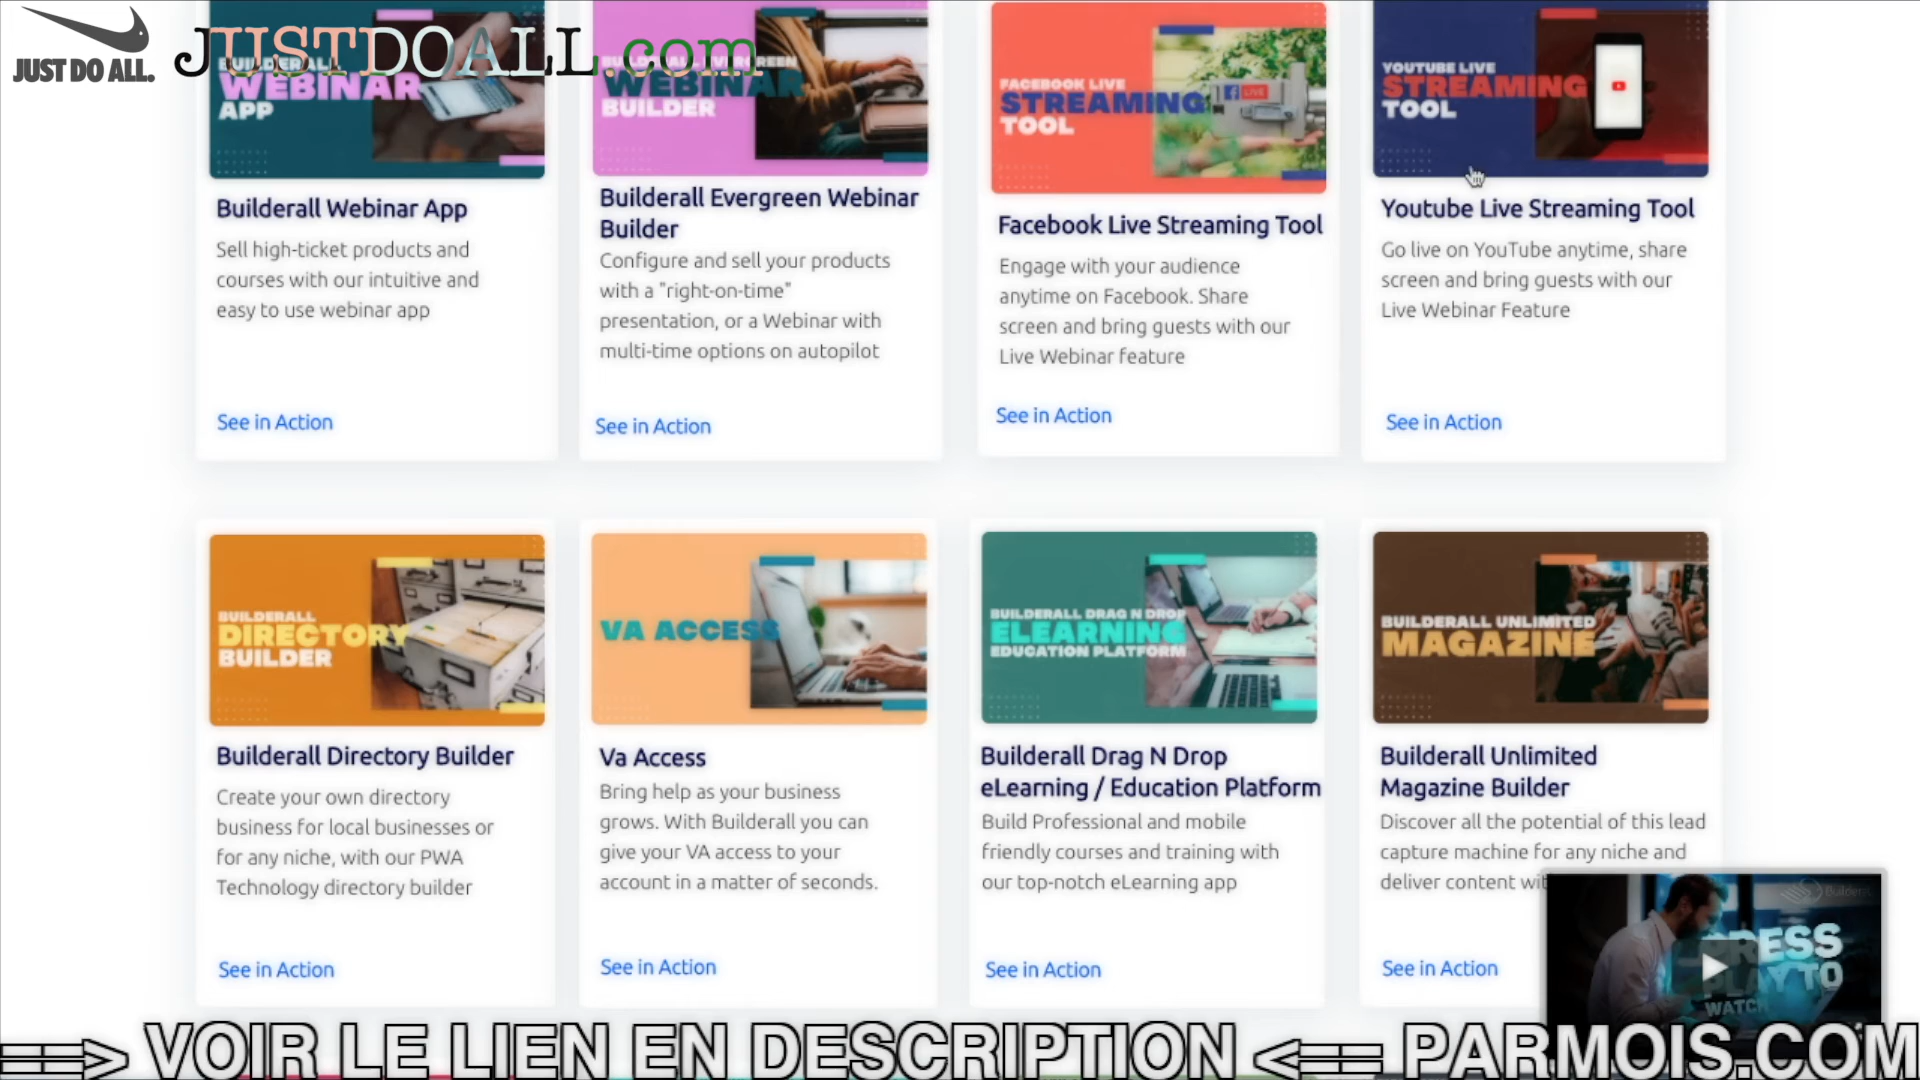 JUST DO ALL.
JUSTDOALL.com
BUILDERALL
WEBINAR
APP
BUILDERALL EVERGREEN
WEBINAR
BUILDER
FACEBOOK LIVE
STREAMING
TOOL
LIVE
YOUTUBE LIVE
STREAMING
TOOL
Builderall Webinar App
Sell high-ticket products and
courses with our intuitive and
easy to use webinar app
See in Action
Builderall Evergreen Webinar
Builder
Configure and sell your products
with a "right-on-time"
presentation, or a Webinar with
multi-time options on autopilot
See in Action
Facebook Live Streaming Tool
Engage with your audience
anytime on Facebook. Share
screen and bring guests with our
Live Webinar feature
See in Action
Youtube Live Streaming Tool
Go live on YouTube anytime, share
screen and bring guests with our
Live Webinar Feature
See in Action
BUILDERALL
DIRECTORY
BUILDER
VA ACCESS
BUILDERALL DRAG N DROP
ELEARNING
EDUCATION PLATFORM
BUILDERALL UNLIMITED
MAGAZINE
Builderall Directory Builder
Create your own directory
business for local businesses or
for any niche, with our PWA
Technology directory builder
See in Action
Va Access
Bring help as your business
grows. With Builderall you can
give your VA access to your
account in a matter of seconds.
See in Action
Builderall Drag N Drop
eLearning / Education Platform
Build Professional and mobile
friendly courses and training with
our top-notch eLearning app
See in Action
Builderall Unlimited
Magazine Builder
Discover all the potential of this lead
capture machine for any niche and
deliver content
See in Action
PRESS
PLAY TO
WATCH
==> VOIR LE LIEN EN DESCRIPTION <== PARMOIS.COM